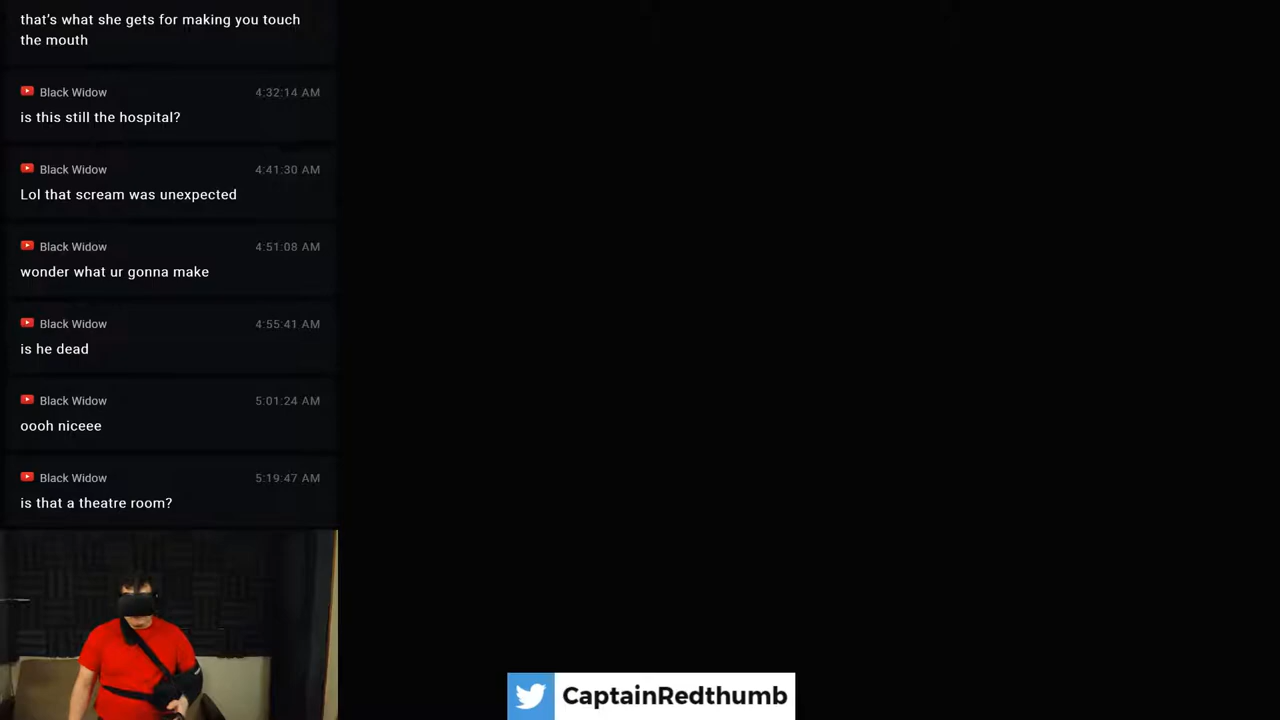 that's what she gets for making you touch
the mouth
Black Widow 4:32:14 AM
is this still the hospital?
Black Widow 4:41:30 AM
Lol that scream was unexpected
Black Widow 4:51:08 AM
wonder what ur gonna make
Black Widow 4:55:41 AM
is he dead
Black Widow 5:01:24 AM
oooh niceee
Black Widow 5:19:47 AM
is that a theatre room?
CaptainRedthumb